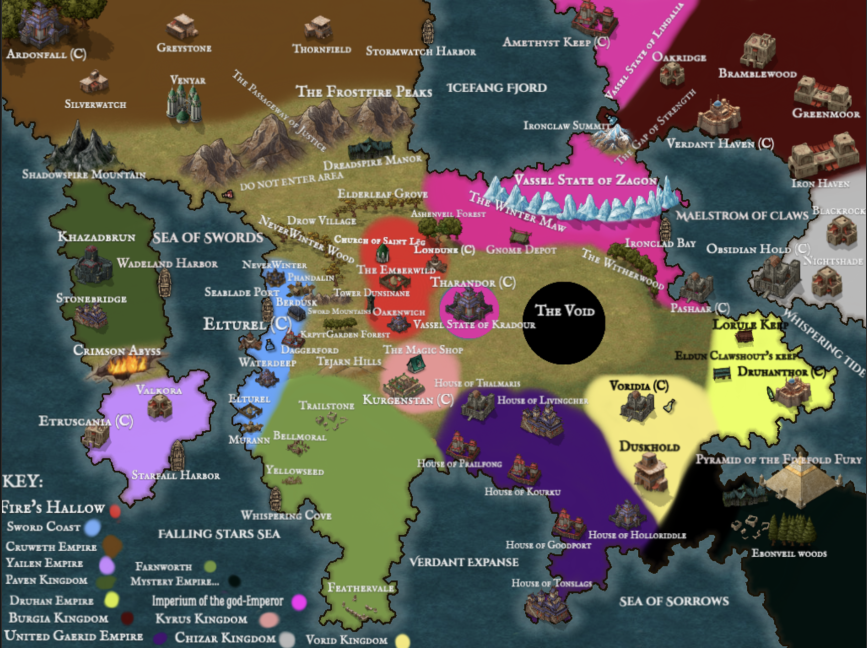 Ardonfall (C)
Greystone
Thornfield
Stormwatch Harbor
Silverwatch
Venyar
The Passageway of Justice
The Frostfire Peaks
Icefang Fjord
Amethyst Keep (C)
Vassel State of Lindalia
Oakridge
Bramblewood
Greenmoor
Ironclaw Summit
The Gap of Strength
Verdant Haven (C)
Iron Haven
Shadowspire Mountain
Dreadspire Manor
DO NOT ENTER AREA
Elderleaf Grove
Vassel State of Zagon
The Winter Maw
Maelstrom of Claws
Blackrock
Obsidian Hold (C)
Nightshade
Khazadbrun
Sea of Swords
Drow Village
NeverWinter Wood
Ashenveil Forest
Church of Saint Leg
Londune (C)
Gnome Depot
Ironclad Bay
The Witherwood
Wadeland Harbor
NeverWinter
Phandalin
The Emberwild
Tharandor (C)
Stonebridge
Seablade Port
Berdusk
Tower Dunsinane
Sword Mountains
Oakenwich
Vassel State of Kradour
The Void
Pashaar (C)
Whispering Tide
Elturel (C)
KrptGarden Forest
Lorule Keep
Crimson Abyss
Daggerford
The Magic Shop
Eldun Clawshout's keep
Waterdeep
Tejarn Hills
Druhanthor (C)
Valkora
Kurgenstan (C)
House of Thalmaris
Voridia (C)
Etruscania (C)
Elturel
Trailstone
House of Livingcher
Murann
Bellmoral
Duskhold
Starfall Harbor
Yellowseed
House of Prailpong
Pyramid of the Firefold Fury
KEY:
House of Kourku
Fire's Hallow
Whispering Cove
Sword Coast
Falling Stars Sea
House of Goodport
House of Holloriddle
Ebonveil woods
Cruweth Empire
Yailen Empire
Farnworth
Verdant Expanse
Paven Kingdom
Mystery Empire...
House of Tonslags
Feathervale
Druhan Empire
Imperium of the god-Emperor
Sea of Sorrows
Burgia Kingdom
Kyrus Kingdom
United Gaerid Empire
Chizar Kingdom
Vorid Kingdom